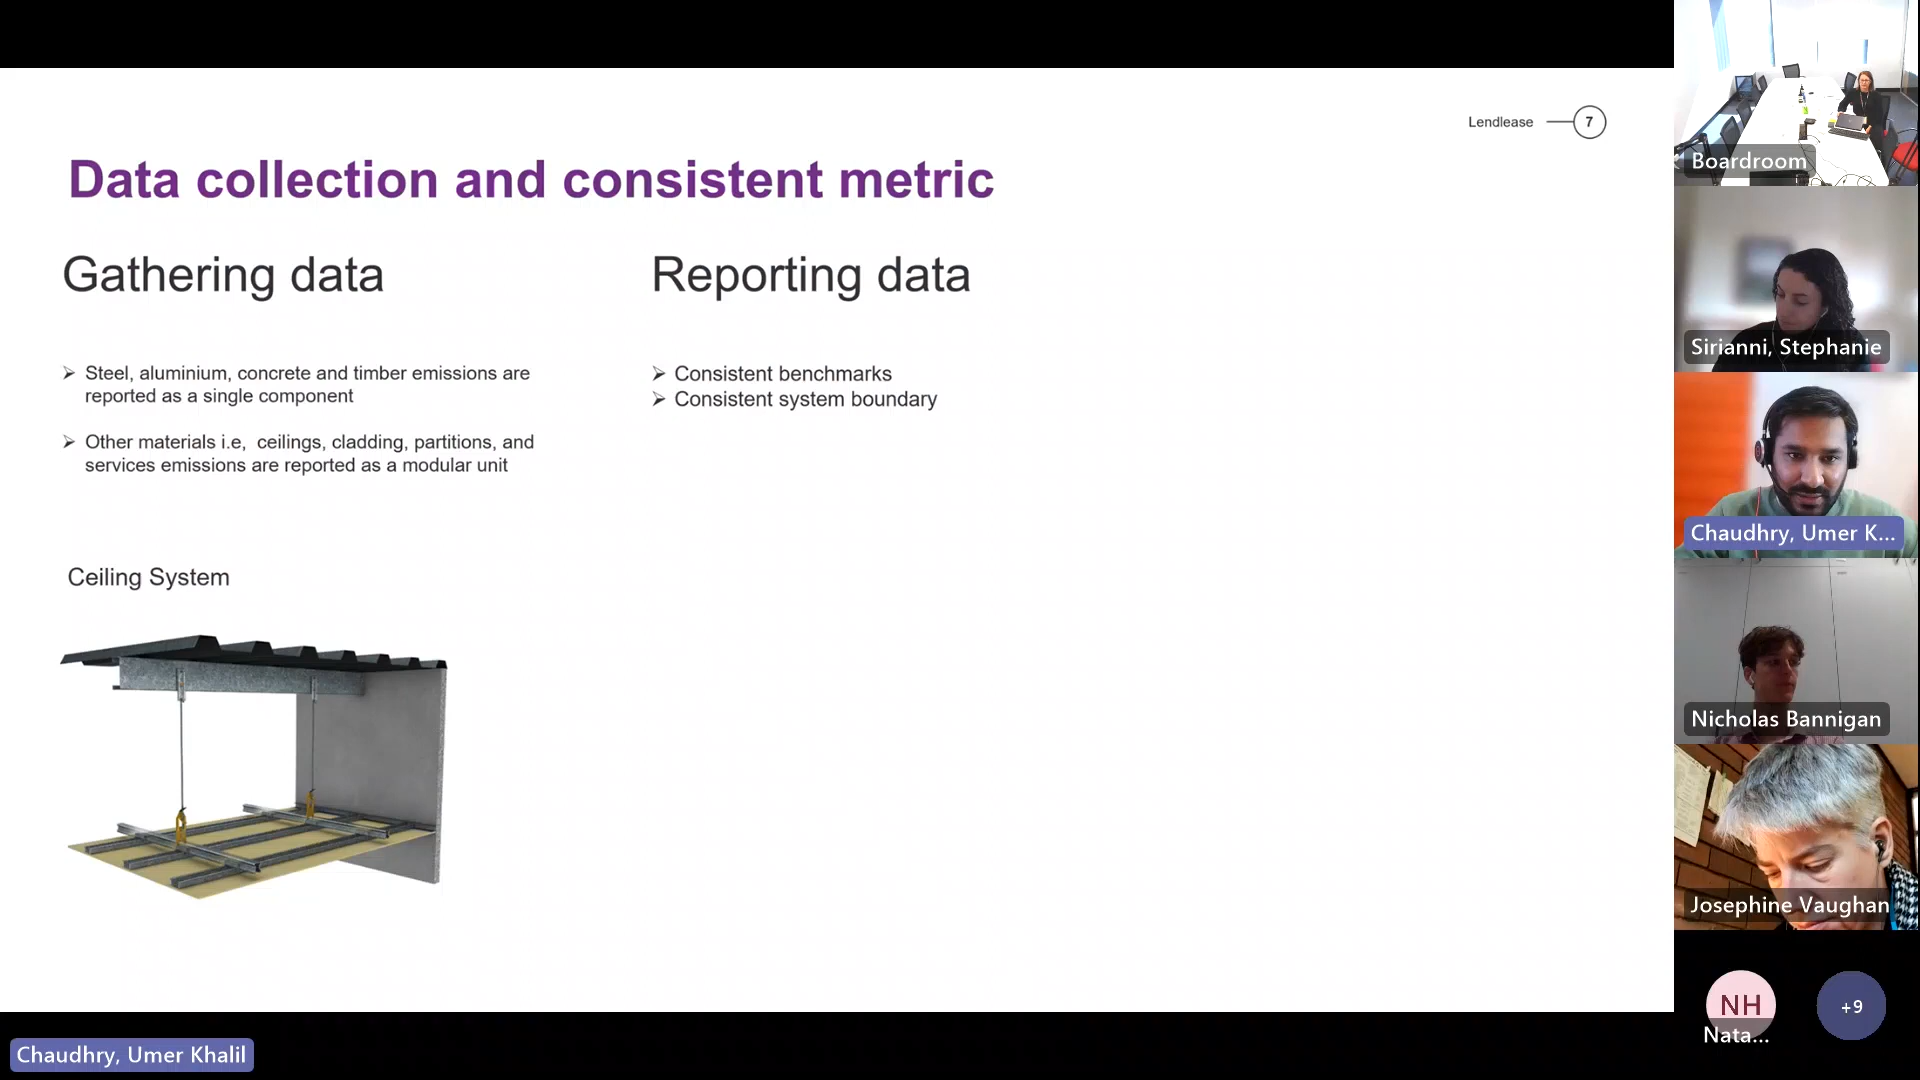 Lendlease
7
Data collection and consistent metric
Gathering data
Steel, aluminium, concrete and timber emissions are
reported as a single component
Other materials i.e, ceilings, cladding, partitions, and
services emissions are reported as a modular unit
Ceiling System
Reporting data
Consistent benchmarks
Consistent system boundary
Boardroom
Sirianni, Stephanie
Chaudhry, Umer K...
Nicholas Bannigan
Josephine Vaughan
NH
Nata...
+9
Chaudhry, Umer Khalil